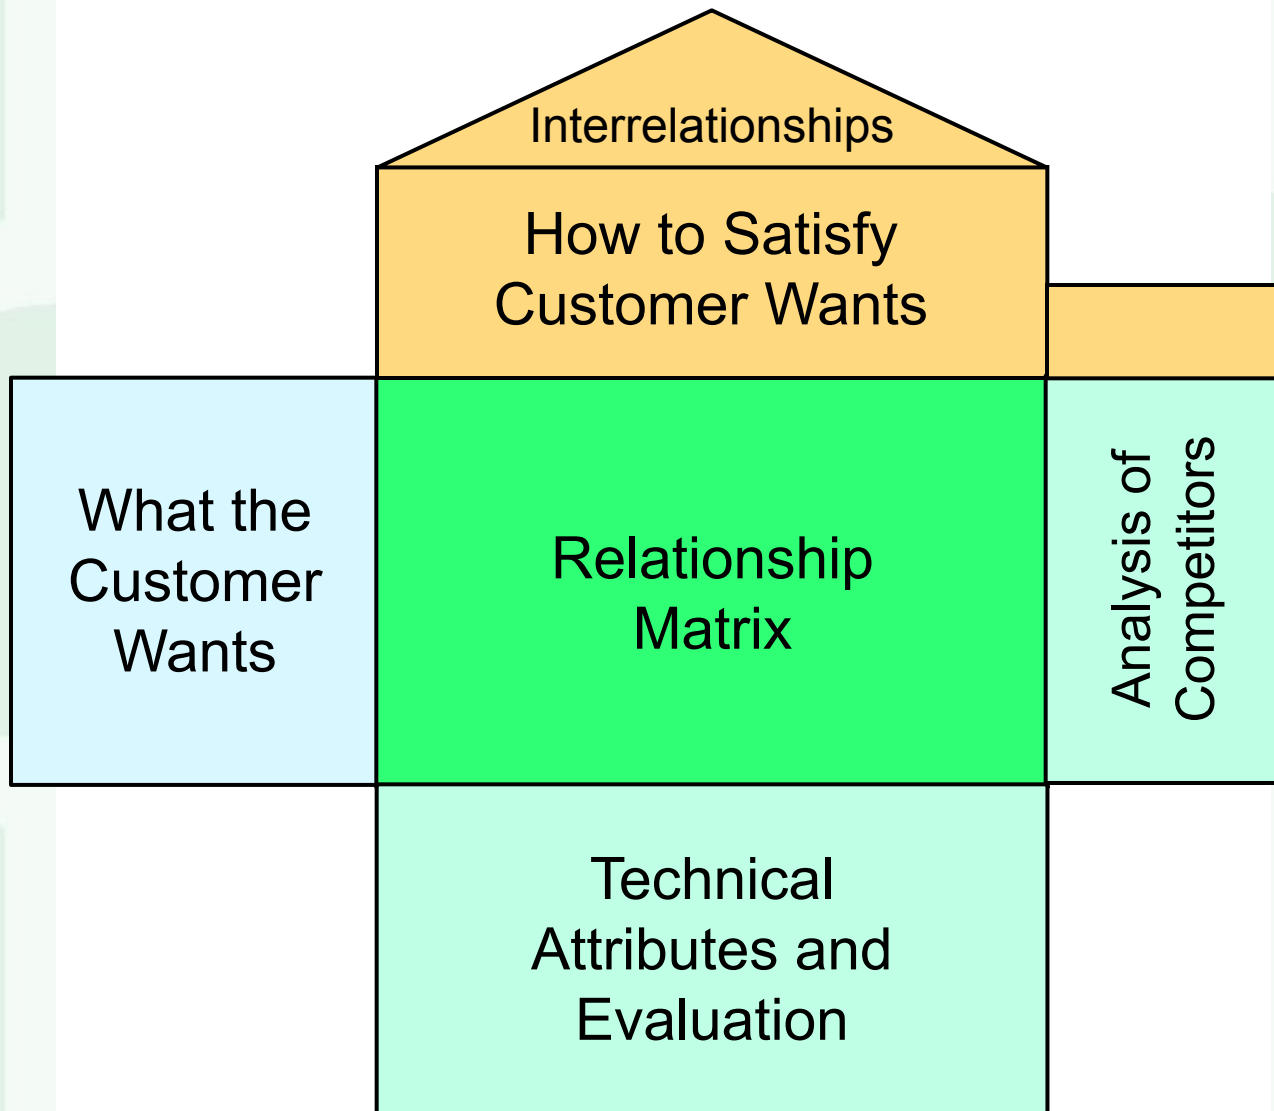 Interrelationships
How to Satisfy
Customer Wants
What the
Customer
Wants
Relationship
Matrix
Analysis of
Competitors
Technical
Attributes and
Evaluation